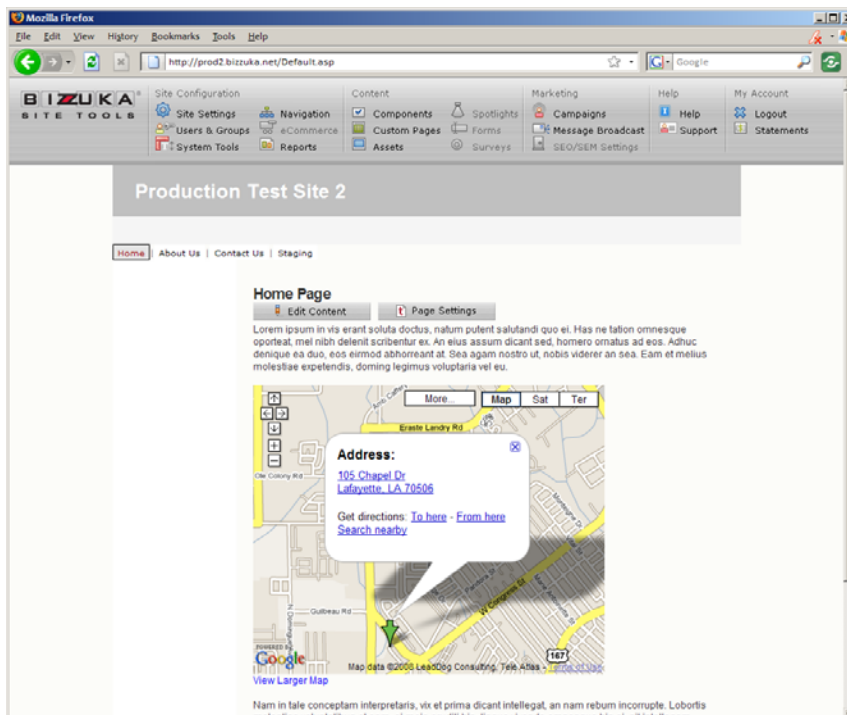 Mozilla Firefox
File Edit View History Bookmarks Tools Help
http://prod2.bizzuka.net/Default.asp
G Google
BIZZUKA
SITE TOOLS
Site Configuration Content Marketing Help My Account
Site Settings Navigation Components Spotlights Campaigns Help Logout
Users & Groups eCommerce Custom Pages Forms Message Broadcast Support Statements
System Tools Reports Assets Surveys SEO/SEM Settings
Production Test Site 2
Home | About Us | Contact Us | Staging
Home Page
Edit Content Page Settings
Lorem ipsum in vis erant soluta doctus, natum putent salutandi quo ei. Has ne tation omnesque
oporteat, mel nibh delenit scribentur ex. An eius assum dicant sed, homero ornatus ad eos. Adhuc
denique ea duo, eos eirmod abhorreant at. Sea agam nostro ut, nobis viderer an sea. Eam et melius
molestiae expetendis, doming legimus voluptaria vel eu.
More... Map Sat Ter
Eraste Landry Rd
Ole Colony Rd
Address:
105 Chapel Dr
Lafayette, LA 70506
Get directions: To here - From here
Search nearby
Guilbeau Rd
W Congress St
167
POWERED BY
Google
Map data ©2008 LeadDog Consulting, Tele Atlas - Terms of Use
View Larger Map
Nam in tale conceptam interpretaris, vix et prima dicant intellegat, an nam rebum incorrupte. Lobortis